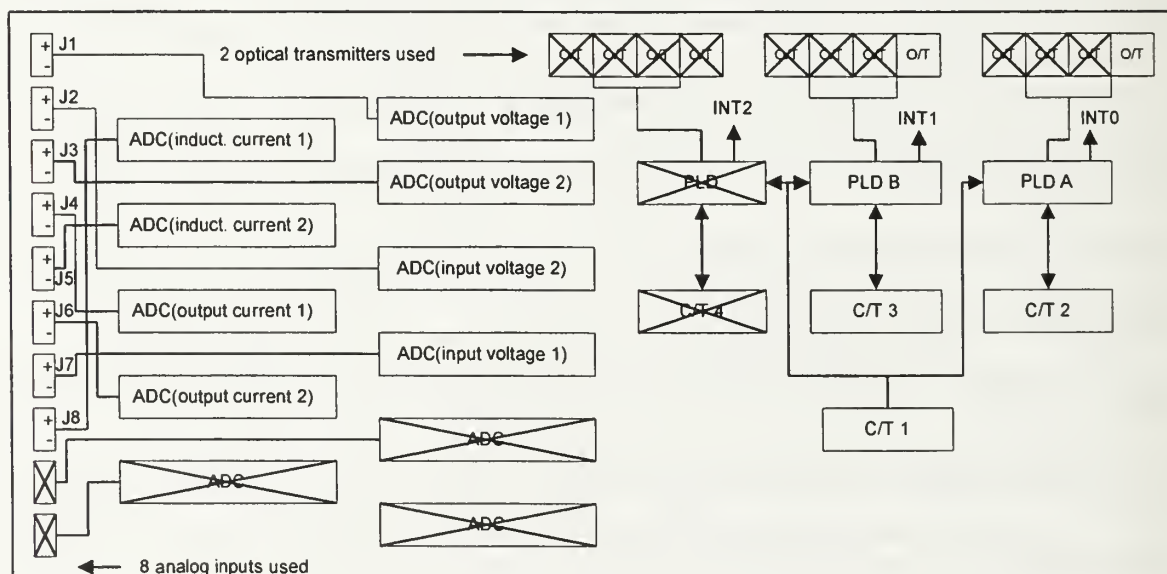 J1
+
-
J2
+
-
J3
+
-
J4
+
-
J5
+
-
J6
+
-
J7
+
-
J8
+
-
2 optical transmitters used
O/T O/T O/T O/T
O/T O/T O/T O/T
O/T O/T O/T O/T
ADC(output voltage 1)
ADC(induct. current 1)
ADC(output voltage 2)
ADC(induct. current 2)
ADC(input voltage 2)
ADC(output current 1)
ADC(input voltage 1)
ADC(output current 2)
ADC
ADC
ADC
INT2
INT1
INT0
PLD
PLD B
PLD A
C/T 4
C/T 3
C/T 2
C/T 1
8 analog inputs used